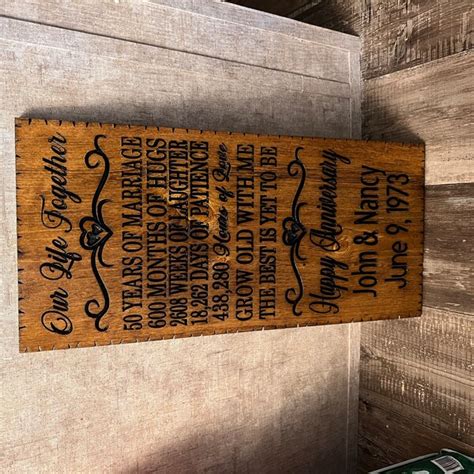 Our Life Together
50 YEARS OF MARRIAGE
600 MONTHS OF HUGS
2608 WEEKS OF LAUGHTER
18,262 DAYS OF PATIENCE
438,280 Hours of Love
GROW OLD WITH ME
THE BEST IS YET TO BE
Happy Anniversary
John & Nancy
June 9, 1973